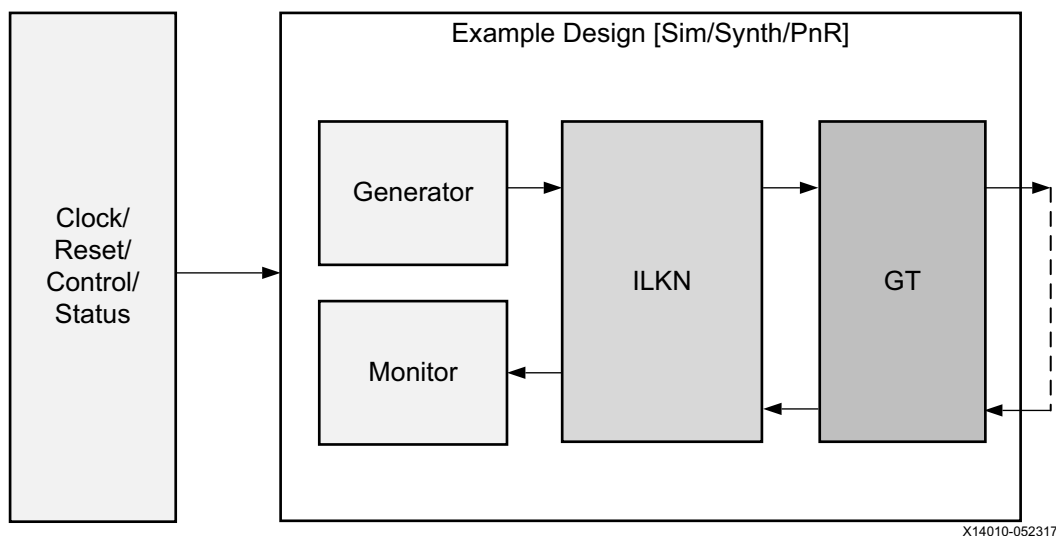 Example Design [Sim/Synth/PnR]
Clock/
Reset/
Control/
Status
Generator
Monitor
ILKN
GT
X14010-052317